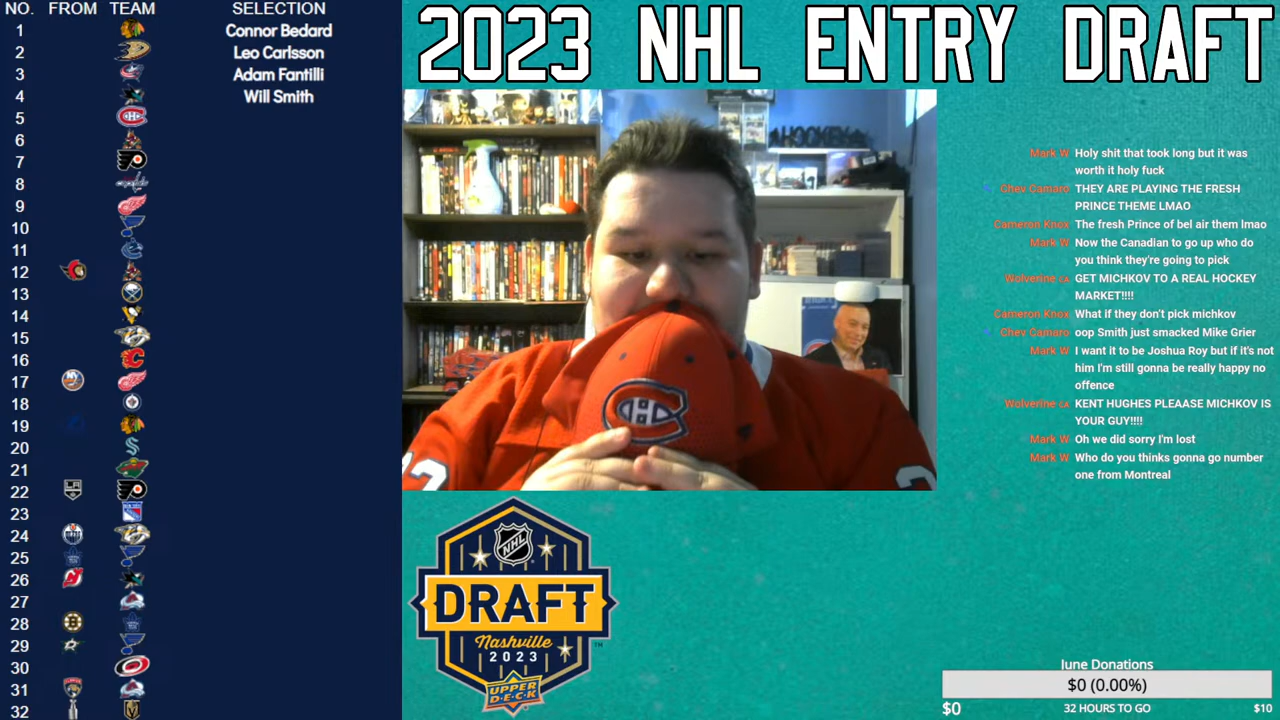 NO. FROM TEAM SELECTION
1 Connor Bedard
2 Leo Carlsson
3 Adam Fantilli
4 Will Smith
5
6
7
8
9
10
11
12
13
14
15
16
17
18
19
20
21
22
23
24
25
26
27
28
29
30
31
32
2023 NHL ENTRY DRAFT
HOCKEY
Mark W Holy shit that took long but it was
worth it holy fuck
Chev Camaro THEY ARE PLAYING THE FRESH
PRINCE THEME LMAO
Cameron Knox The fresh Prince of bel air them lmao
Mark W Now the Canadian to go up who do
you think they're going to pick
Wolverine CA GET MICHKOV TO A REAL HOCKEY
MARKET!!!!
Cameron Knox What if they don't pick michkov
Chev Camaro oop Smith just smacked Mike Grier
Mark W I want it to be Joshua Roy but if it's not
him I'm still gonna be really happy no
offence
Wolverine CA KENT HUGHES PLEAASE MICHKOV IS
YOUR GUY!!!!
Mark W Oh we did sorry I'm lost
Mark W Who do you thinks gonna go number
one from Montreal
NHL
DRAFT
Nashville
2023
TM
UPPER
DECK
June Donations
$0 (0.00%)
$0 32 HOURS TO GO $10